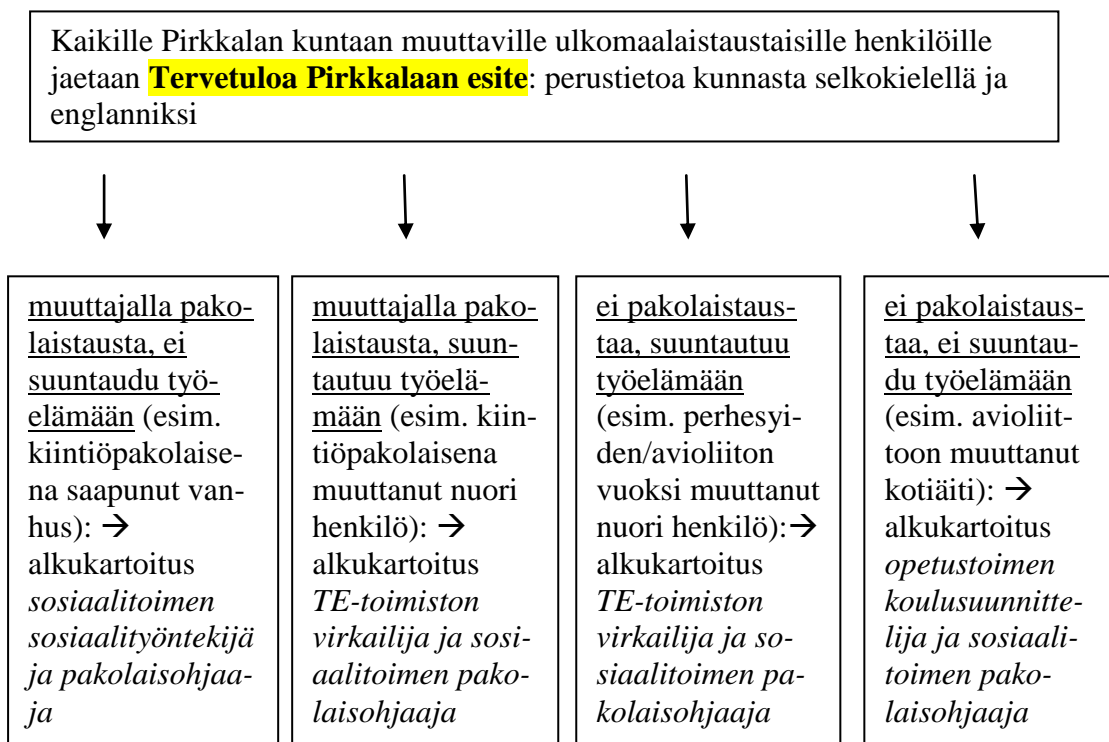 Kaikille Pirkkalan kuntaan muuttaville ulkomaalaistaustaisille henkilöille
jaetaan Tervetuloa Pirkkalaan esite: perustietoa kunnasta selkokielellä ja
englanniksi
muuttajalla pako-
laistausta, ei
suuntaudu työ-
elämään (esim.
kiintiöpakolaise-
na saapunut van-
hus): →
alkukartoitus
sosiaalitoimen
sosiaalityöntekijä
ja pakolaisohjaa-
ja
muuttajalla pako-
laistausta, suun-
tautuu työelä-
mään (esim. kiin-
tiöpakolaisena
muuttanut nuori
henkilö): →
alkukartoitus
TE-toimiston
virkailija ja sosi-
aalitoimen pako-
laisohjaaja
ei pakolaistaus-
taa, suuntautuu
työelämään
(esim. perhesyi-
den/avioliiton
vuoksi muuttanut
nuori henkilö):→
alkukartoitus
TE-toimiston
virkailija ja so-
siaalitoimen pa-
kolaisohjaaja
ei pakolaistaus-
taa, ei suuntau-
du työelämään
(esim. avioliit-
toon muuttanut
kotiäiti): →
alkukartoitus
opetustoimen
koulusuunnitte-
lija ja sosiaali-
toimen pako-
laisohjaaja